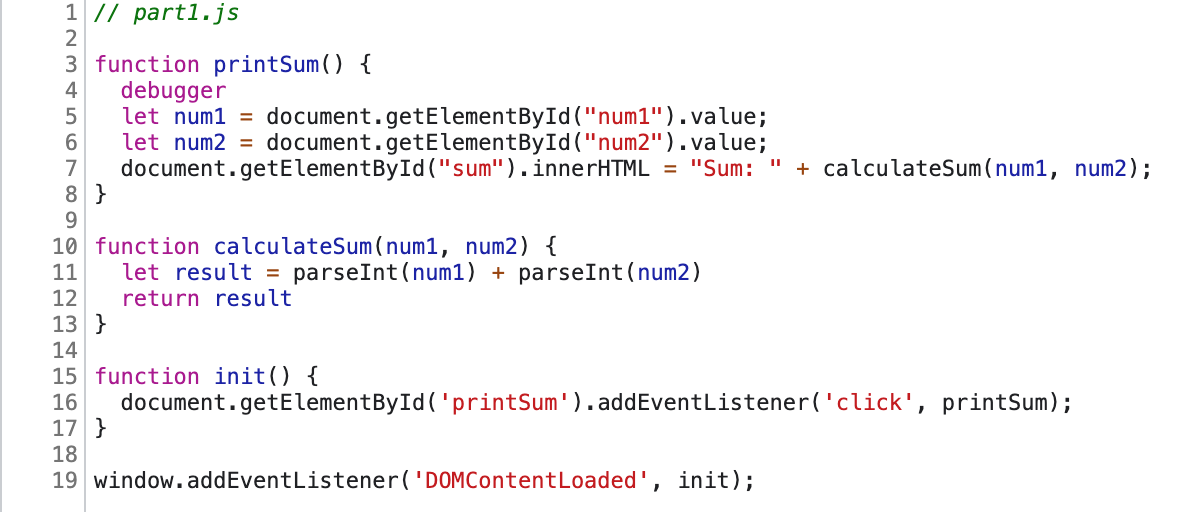 1 // part1.js
2
3 function printSum() {
4   debugger
5   let num1 = document.getElementById("num1").value;
6   let num2 = document.getElementById("num2").value;
7   document.getElementById("sum").innerHTML = "Sum: " + calculateSum(num1, num2);
8 }
9
10 function calculateSum(num1, num2) {
11   let result = parseInt(num1) + parseInt(num2)
12   return result
13 }
14
15 function init() {
16   document.getElementById('printSum').addEventListener('click', printSum);
17 }
18
19 window.addEventListener('DOMContentLoaded', init);